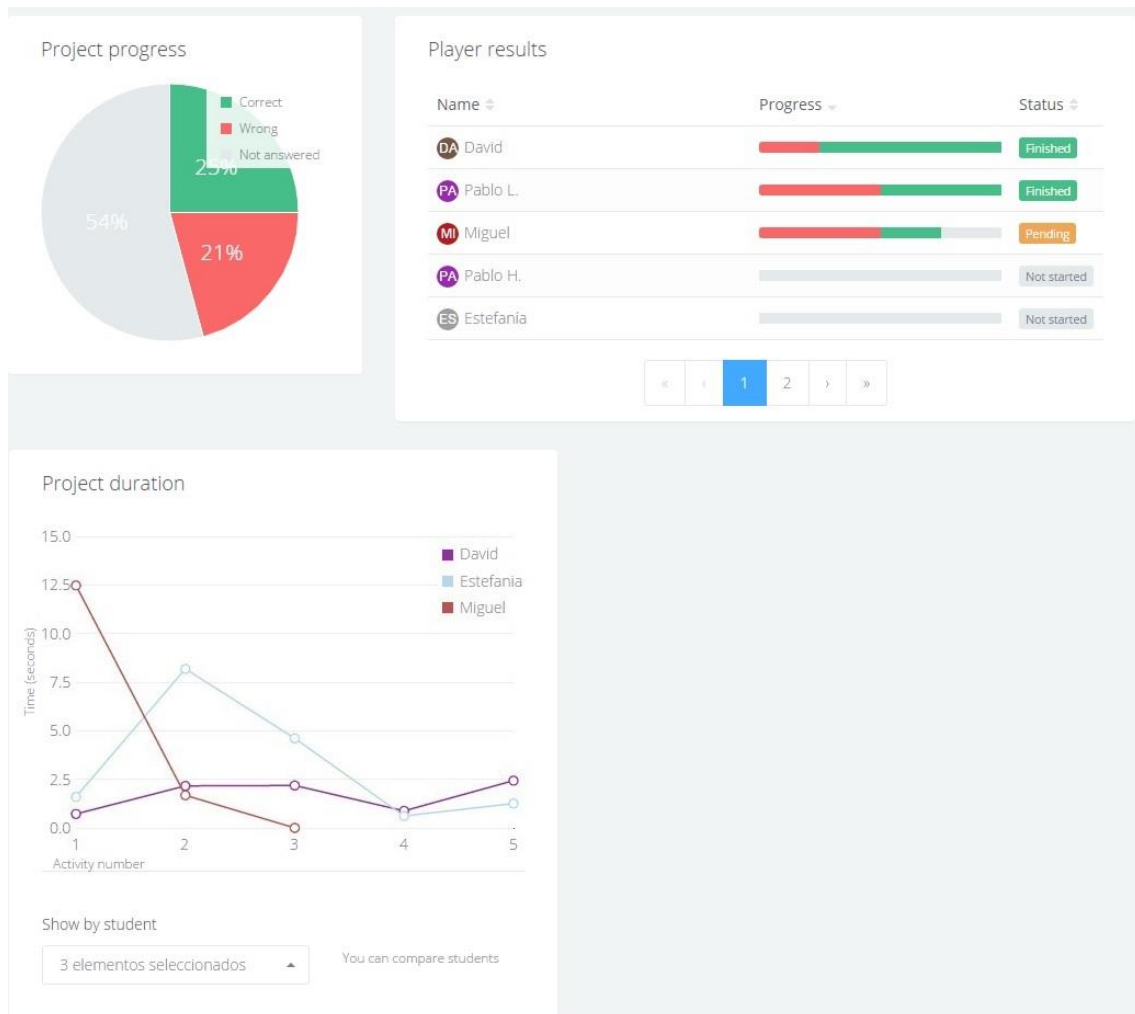 Project progress
Correct
Wrong
Not answered
25%
54%
21%
Player results
Name Progress Status
DA David Finished
PA Pablo L. Finished
MI Miguel Pending
PA Pablo H. Not started
ES Estefanía Not started
« ‹ 1 2 › »
Project duration
15.0
12.5
10.0
7.5
5.0
2.5
0.0
Time (seconds)
David
Estefanía
Miguel
1 2 3 4 5
Activity number
Show by student
3 elementos seleccionados
You can compare students